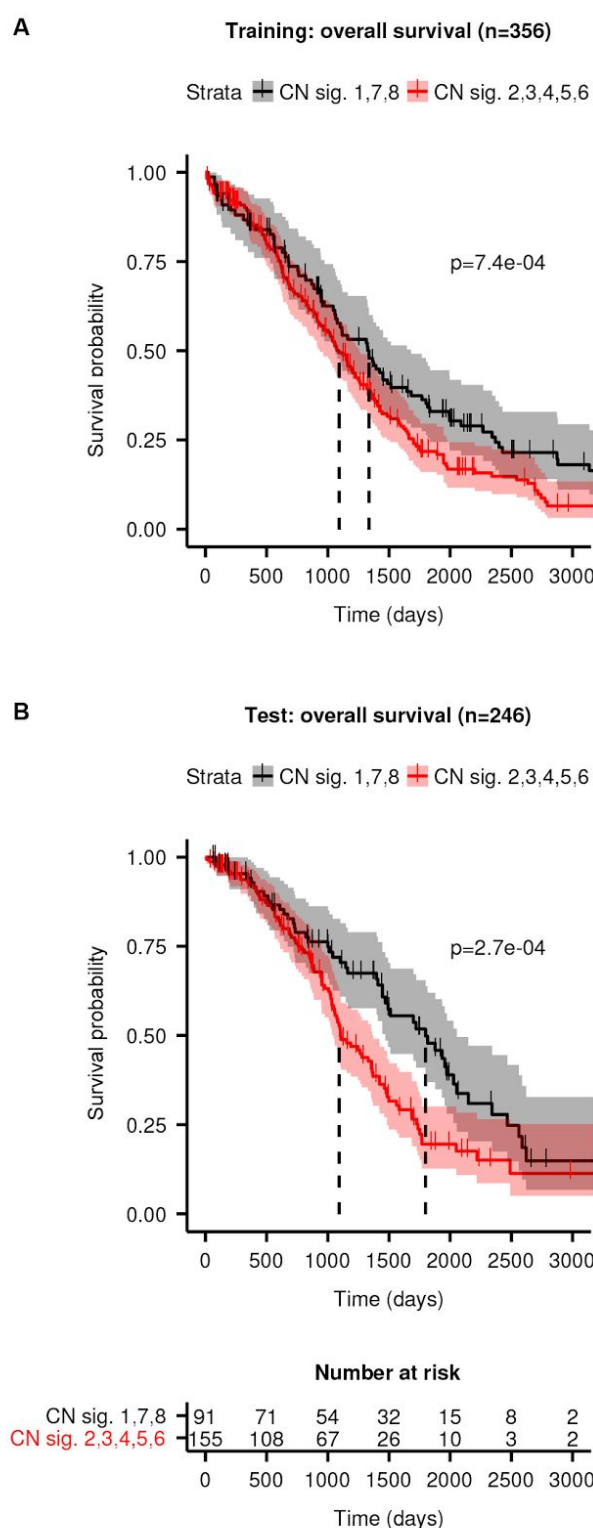 A
Training: overall survival (n=356)
Strata CN sig. 1,7,8 CN sig. 2,3,4,5,6
1.00
0.75
0.50
0.25
0.00
Survival probability
p=7.4e-04
0 500 1000 1500 2000 2500 3000
Time (days)
B
Test: overall survival (n=246)
Strata CN sig. 1,7,8 CN sig. 2,3,4,5,6
1.00
0.75
0.50
0.25
0.00
Survival probability
p=2.7e-04
0 500 1000 1500 2000 2500 3000
Time (days)
Number at risk
CN sig. 1,7,8 91 71 54 32 15 8 2
CN sig. 2,3,4,5,6 155 108 67 26 10 3 2
0 500 1000 1500 2000 2500 3000
Time (days)